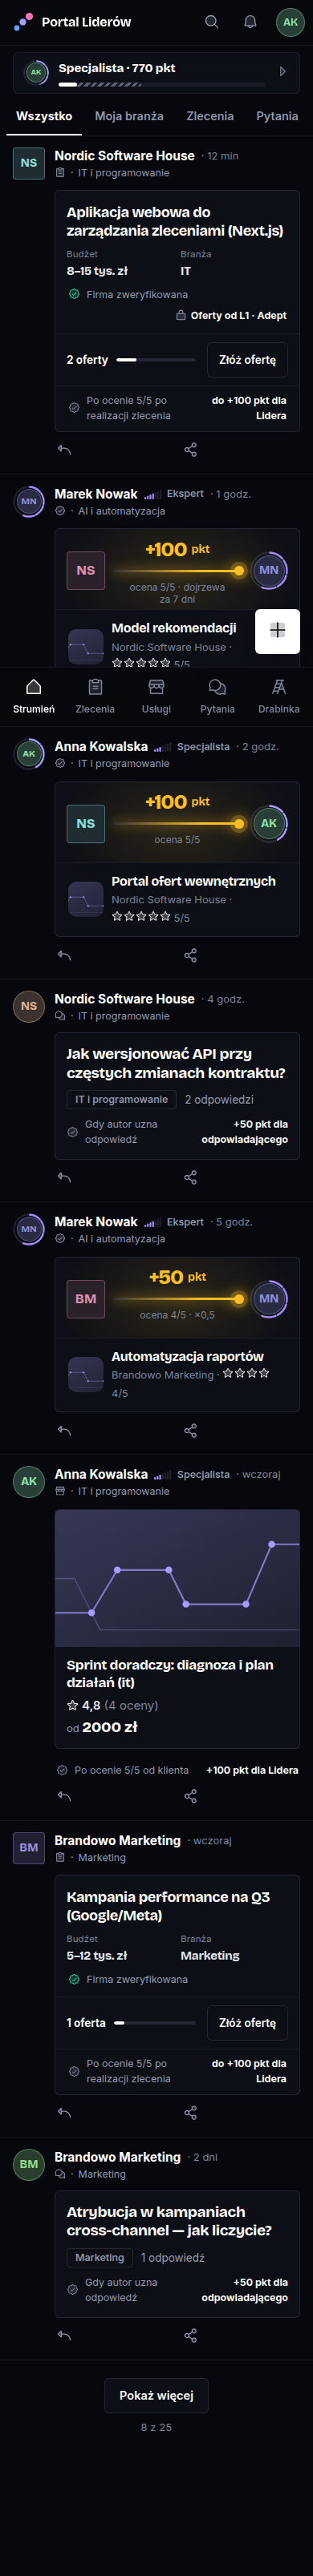 Portal Liderów
AK
AK
Specjalista · 770 pkt
Wszystko
Moja branża
Zlecenia
Pytania
NS
Nordic Software House · 12 min
· IT i programowanie
Aplikacja webowa do
zarządzania zleceniami (Next.js)
Budżet
Branża
8–15 tys. zł
IT
Firma zweryfikowana
Oferty od L1 · Adept
2 oferty
Złóż ofertę
Po ocenie 5/5 po
realizacji zlecenia
do +100 pkt dla
Lidera
MN
Marek Nowak Ekspert · 1 godz.
· AI i automatyzacja
+100 pkt
NS
MN
ocena 5/5 · dojrzewa
za 7 dni
Model rekomendacji
Nordic Software House ·
5/5
Strumień
Zlecenia
Usługi
Pytania
Drabinka
AK
Anna Kowalska Specjalista · 2 godz.
· IT i programowanie
+100 pkt
NS
AK
ocena 5/5
Portal ofert wewnętrznych
Nordic Software House ·
5/5
NS
Nordic Software House · 4 godz.
· IT i programowanie
Jak wersjonować API przy
częstych zmianach kontraktu?
IT i programowanie
2 odpowiedzi
Gdy autor uzna
odpowiedź
+50 pkt dla
odpowiadającego
MN
Marek Nowak Ekspert · 5 godz.
· AI i automatyzacja
+50 pkt
BM
MN
ocena 4/5 · ×0,5
Automatyzacja raportów
Brandowo Marketing ·
4/5
AK
Anna Kowalska Specjalista · wczoraj
· IT i programowanie
Sprint doradczy: diagnoza i plan
działań (it)
4,8 (4 oceny)
od 2000 zł
Po ocenie 5/5 od klienta
+100 pkt dla Lidera
BM
Brandowo Marketing · wczoraj
· Marketing
Kampania performance na Q3
(Google/Meta)
Budżet
Branża
5–12 tys. zł
Marketing
Firma zweryfikowana
1 oferta
Złóż ofertę
Po ocenie 5/5 po
realizacji zlecenia
do +100 pkt dla
Lidera
BM
Brandowo Marketing · 2 dni
· Marketing
Atrybucja w kampaniach
cross-channel — jak liczycie?
Marketing
1 odpowiedź
Gdy autor uzna
odpowiedź
+50 pkt dla
odpowiadającego
Pokaż więcej
8 z 25